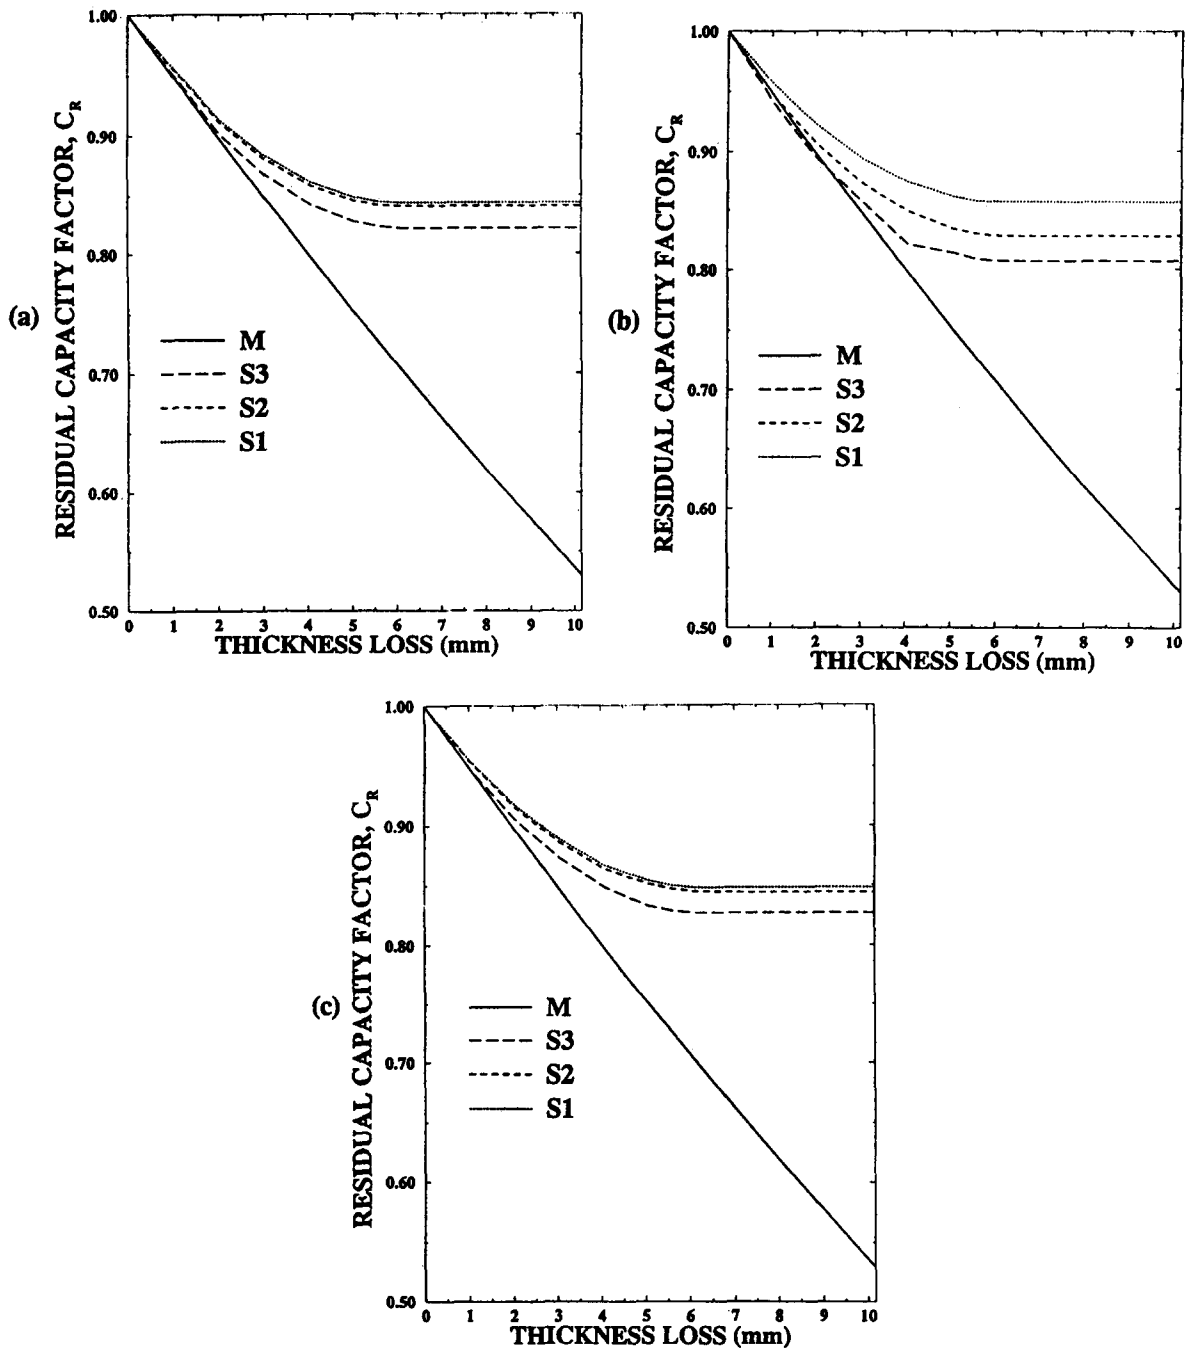 (a)
RESIDUAL CAPACITY FACTOR, C_R
1.00
0.90
0.80
0.70
0.60
0.50
M
S3
S2
S1
0 1 2 3 4 5 6 7 8 9 10
THICKNESS LOSS (mm)
(b)
RESIDUAL CAPACITY FACTOR, C_R
1.00
0.90
0.80
0.70
0.60
0.50
M
S3
S2
S1
0 1 2 3 4 5 6 7 8 9 10
THICKNESS LOSS (mm)
(c)
RESIDUAL CAPACITY FACTOR, C_R
1.00
0.90
0.80
0.70
0.60
0.50
M
S3
S2
S1
0 1 2 3 4 5 6 7 8 9 10
THICKNESS LOSS (mm)